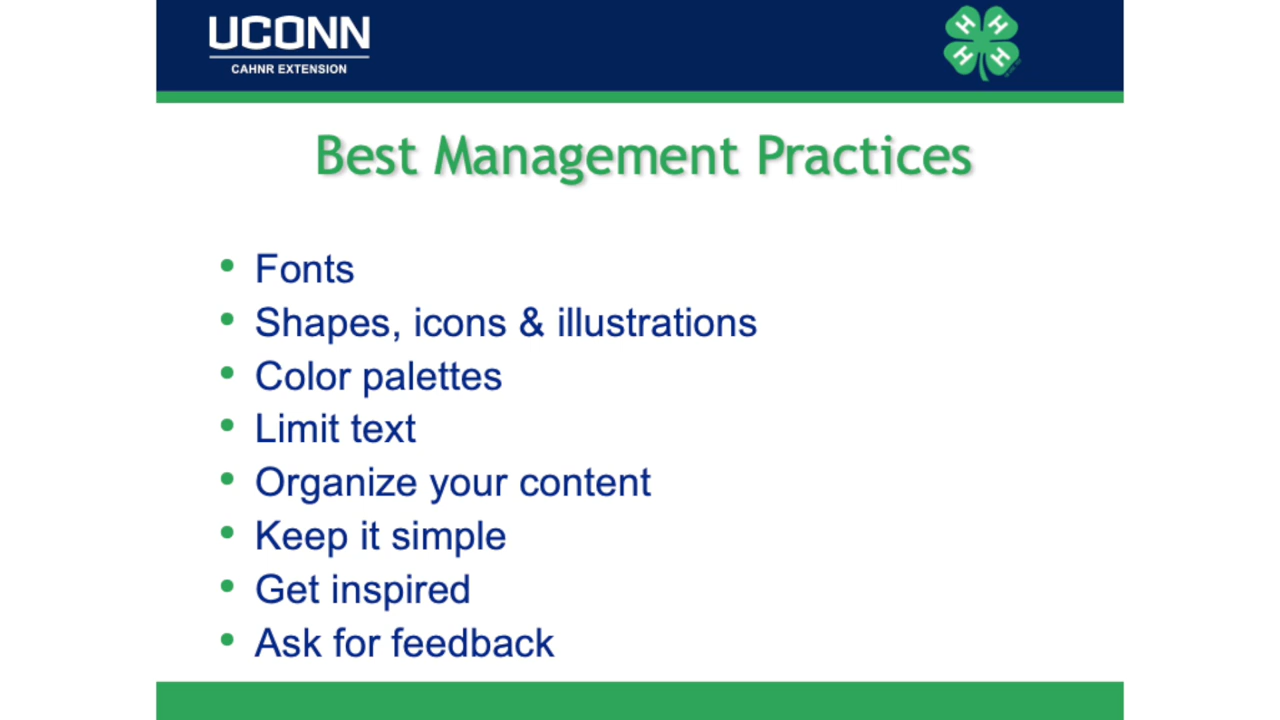 UCONN
CAHNR EXTENSION
H H
H H
Best Management Practices
• Fonts
• Shapes, icons & illustrations
• Color palettes
• Limit text
• Organize your content
• Keep it simple
• Get inspired
• Ask for feedback